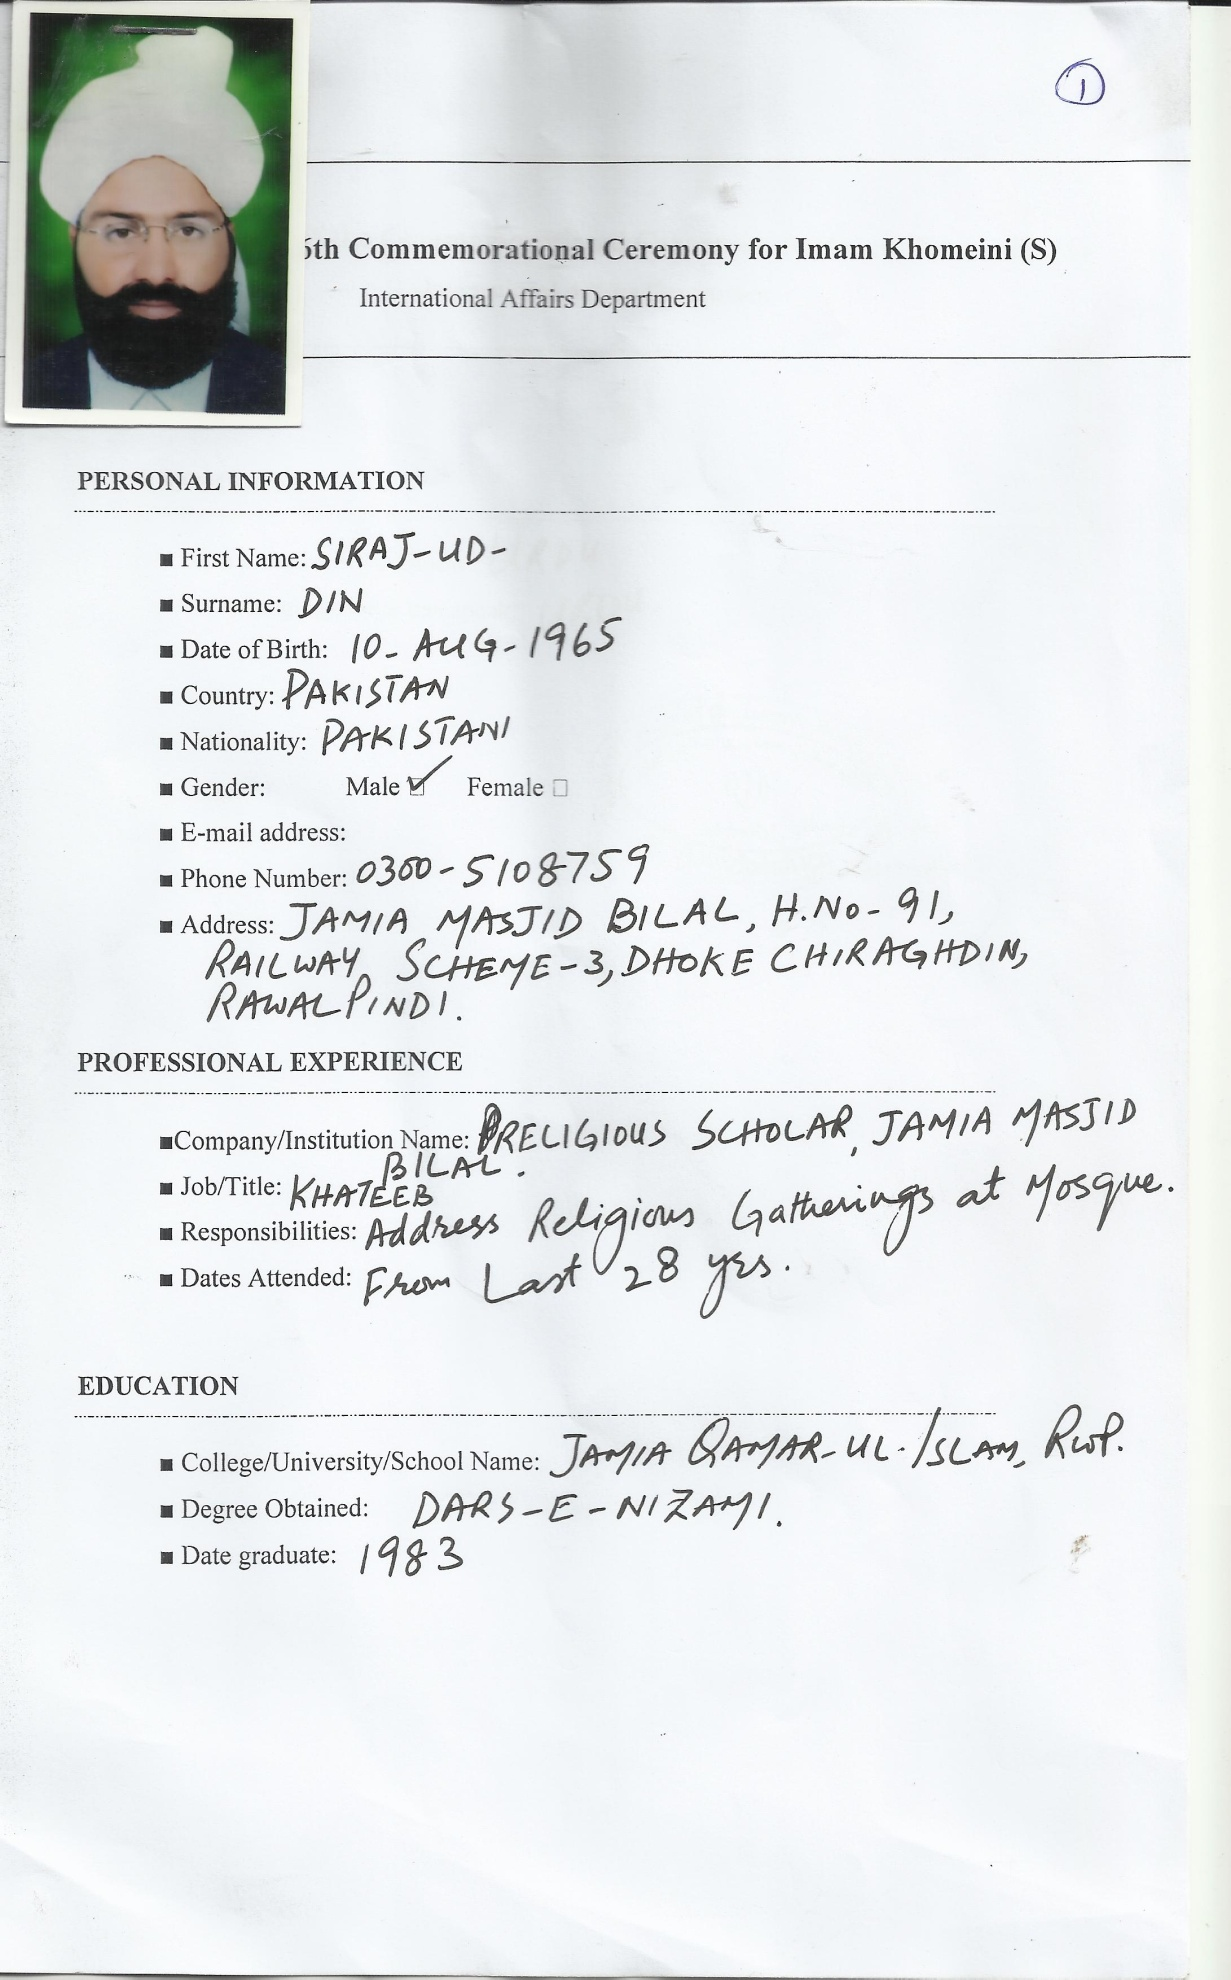 1
6th Commemorational Ceremony for Imam Khomeini (S)
International Affairs Department
PERSONAL INFORMATION
■ First Name: SIRAJ-UD-
■ Surname: DIN
■ Date of Birth: 10-AUG-1965
■ Country: PAKISTAN
■ Nationality: PAKISTANI
■ Gender: Male ☑ Female □
■ E-mail address:
■ Phone Number: 0300-5108759
■ Address: JAMIA MASJID BILAL, H.No-91,
RAILWAY SCHEME-3, DHOKE CHIRAGHDIN,
RAWALPINDI.
PROFESSIONAL EXPERIENCE
■Company/Institution Name: RELIGIOUS SCHOLAR, JAMIA MASJID
BILAL.
■ Job/Title: KHATEEB
■ Responsibilities: Address Religious Gatherings at Mosque.
■ Dates Attended: From Last 28 yrs.
EDUCATION
■ College/University/School Name: JAMIA QAMAR-UL-ISLAM, RWP.
■ Degree Obtained: DARS-E-NIZAMI.
■ Date graduate: 1983